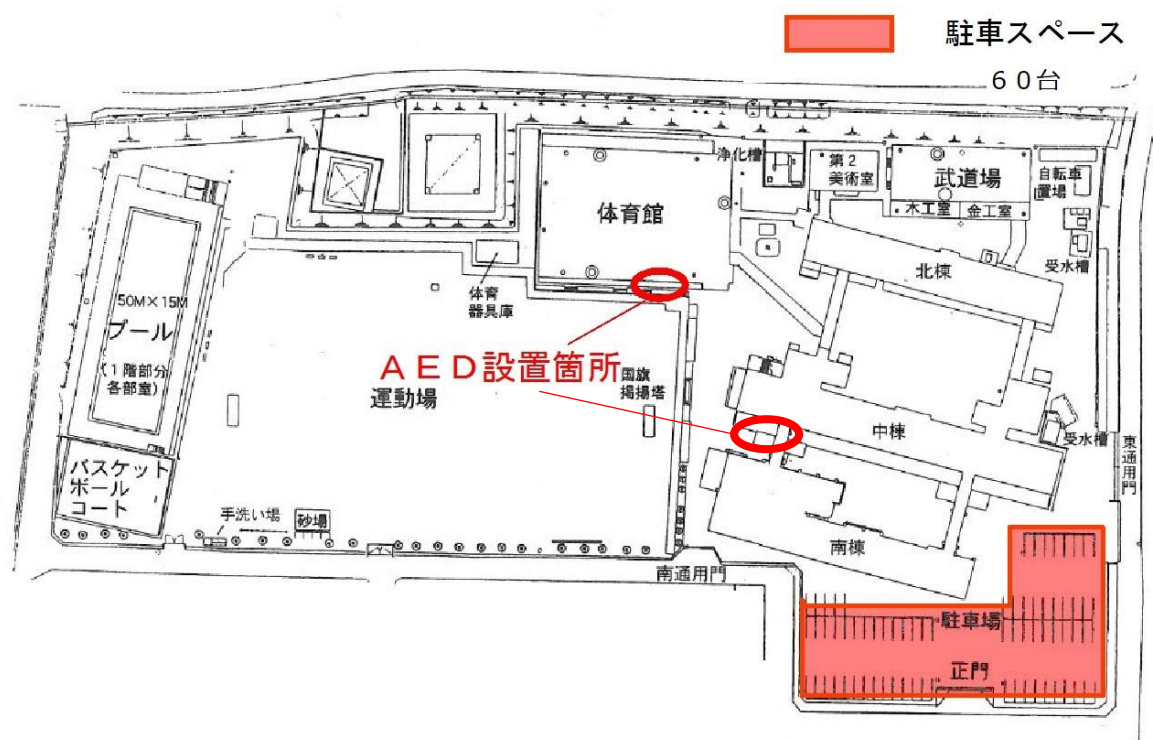 駐車スペース
６０台
浄化槽
第２
美術室
武道場
自転車
置場
木工室
金工室
体育館
北棟
受水槽
体育
器具庫
50M×15M
プール
(１階部分
各部室)
ＡＥＤ設置箇所
国旗
掲揚塔
運動場
中棟
受水槽
東通用門
バスケット
ボール
コート
手洗い場
砂場
南棟
南通用門
駐車場
正門